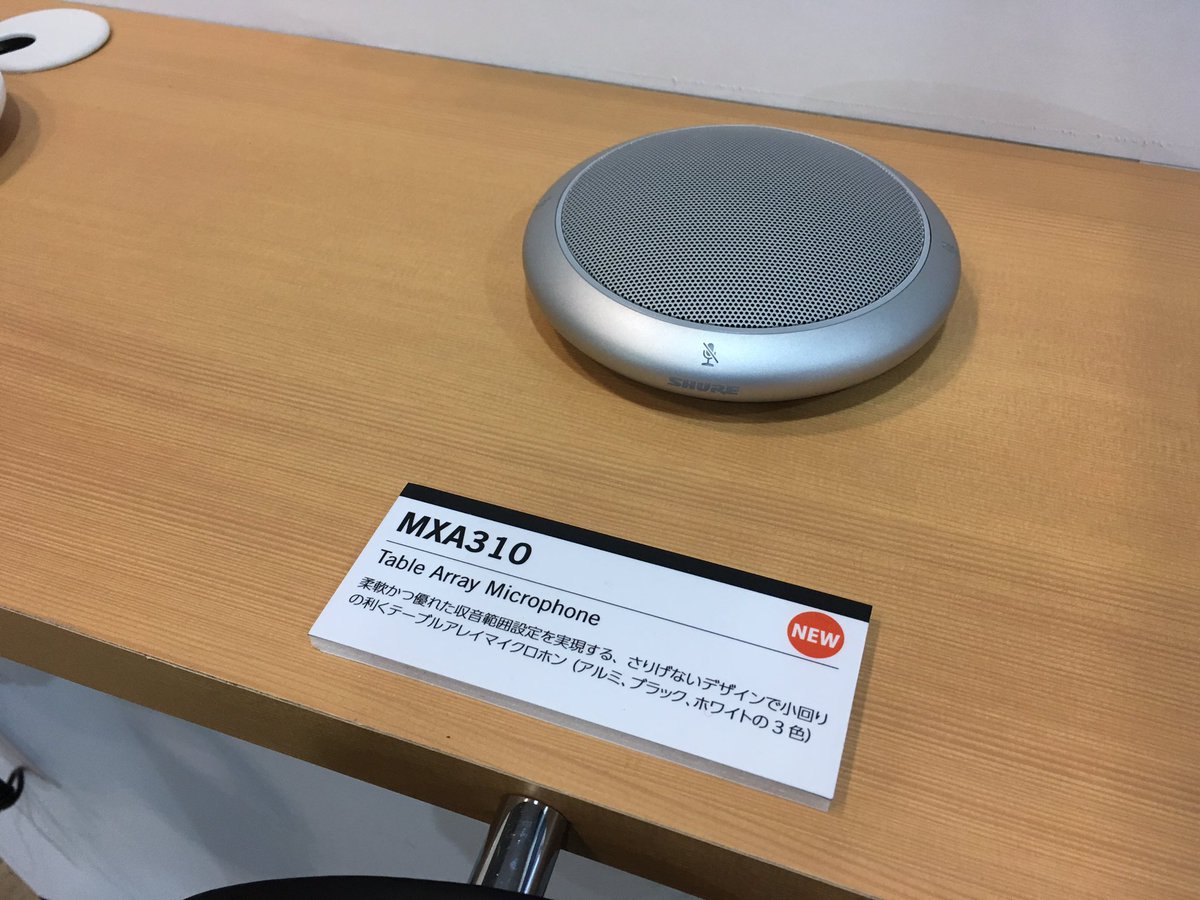 SHURE
MXA310
Table Array Microphone
NEW
柔軟かつ優れた収音範囲設定を実現する、さりげないデザインで小回り
の利くテーブルアレイマイクロホン（アルミ、ブラック、ホワイトの3色）